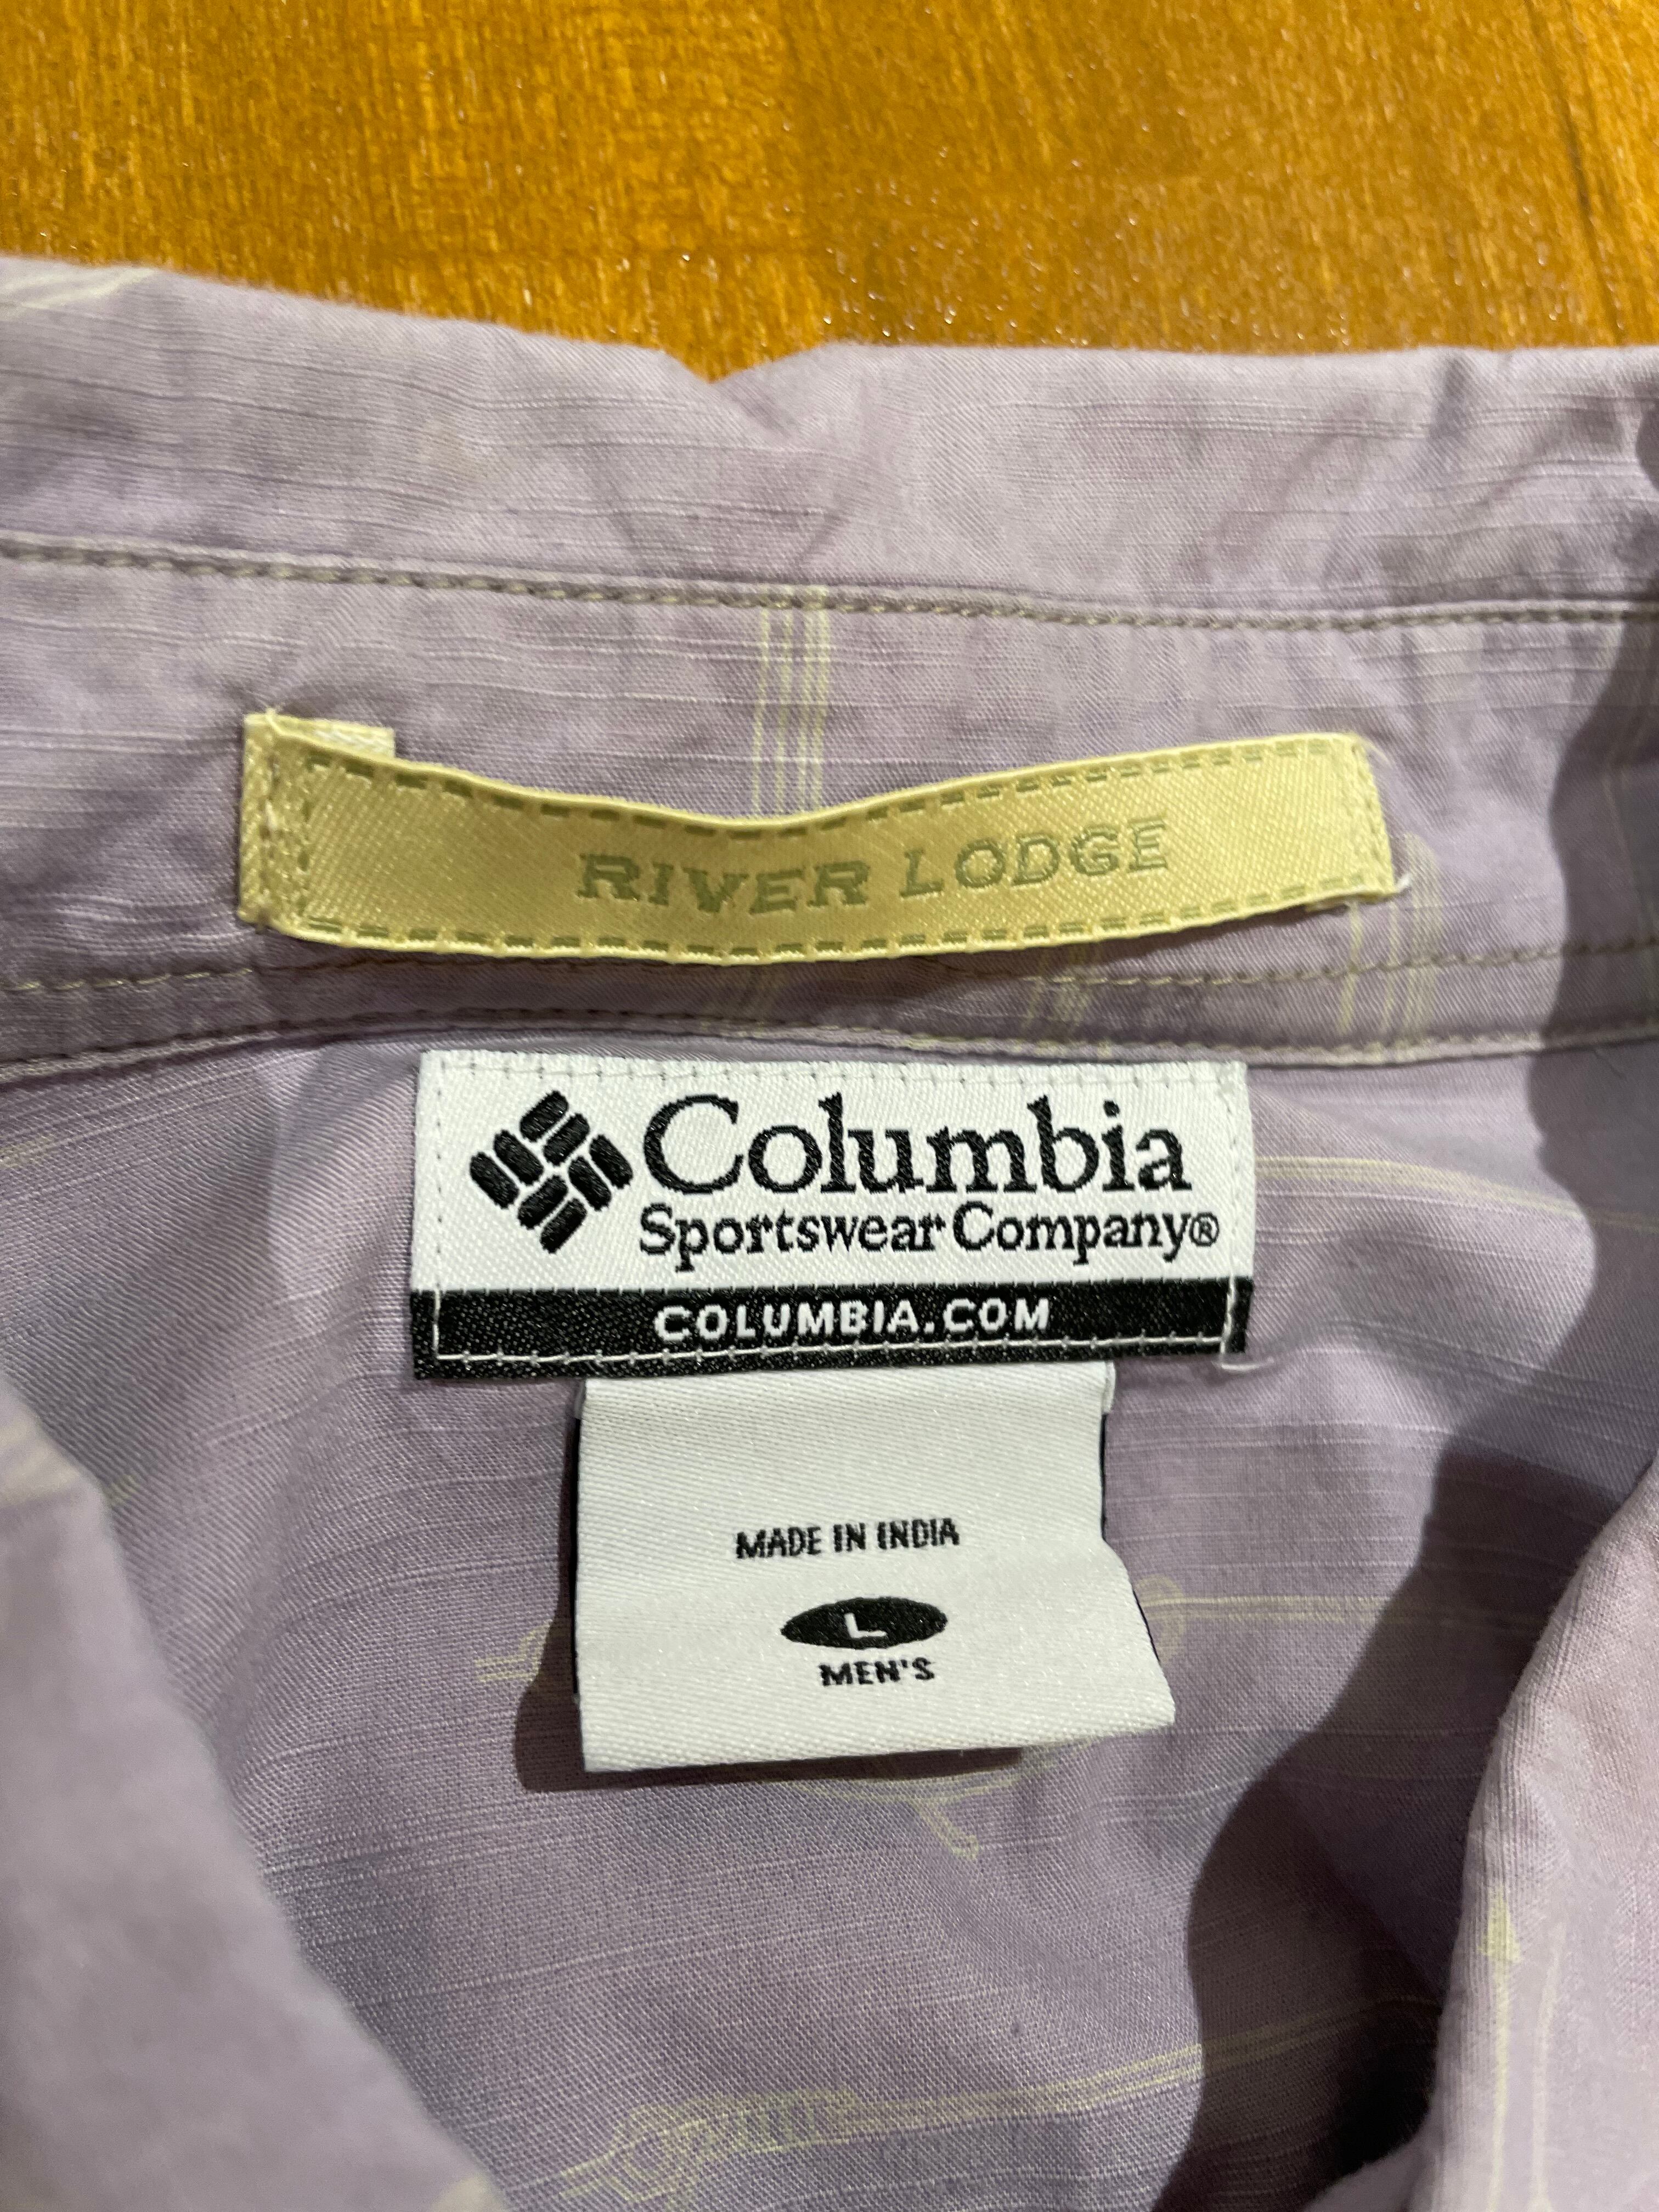 RIVER LODGE
Columbia
Sportswear Company®
COLUMBIA.COM
MADE IN INDIA
L
MEN'S